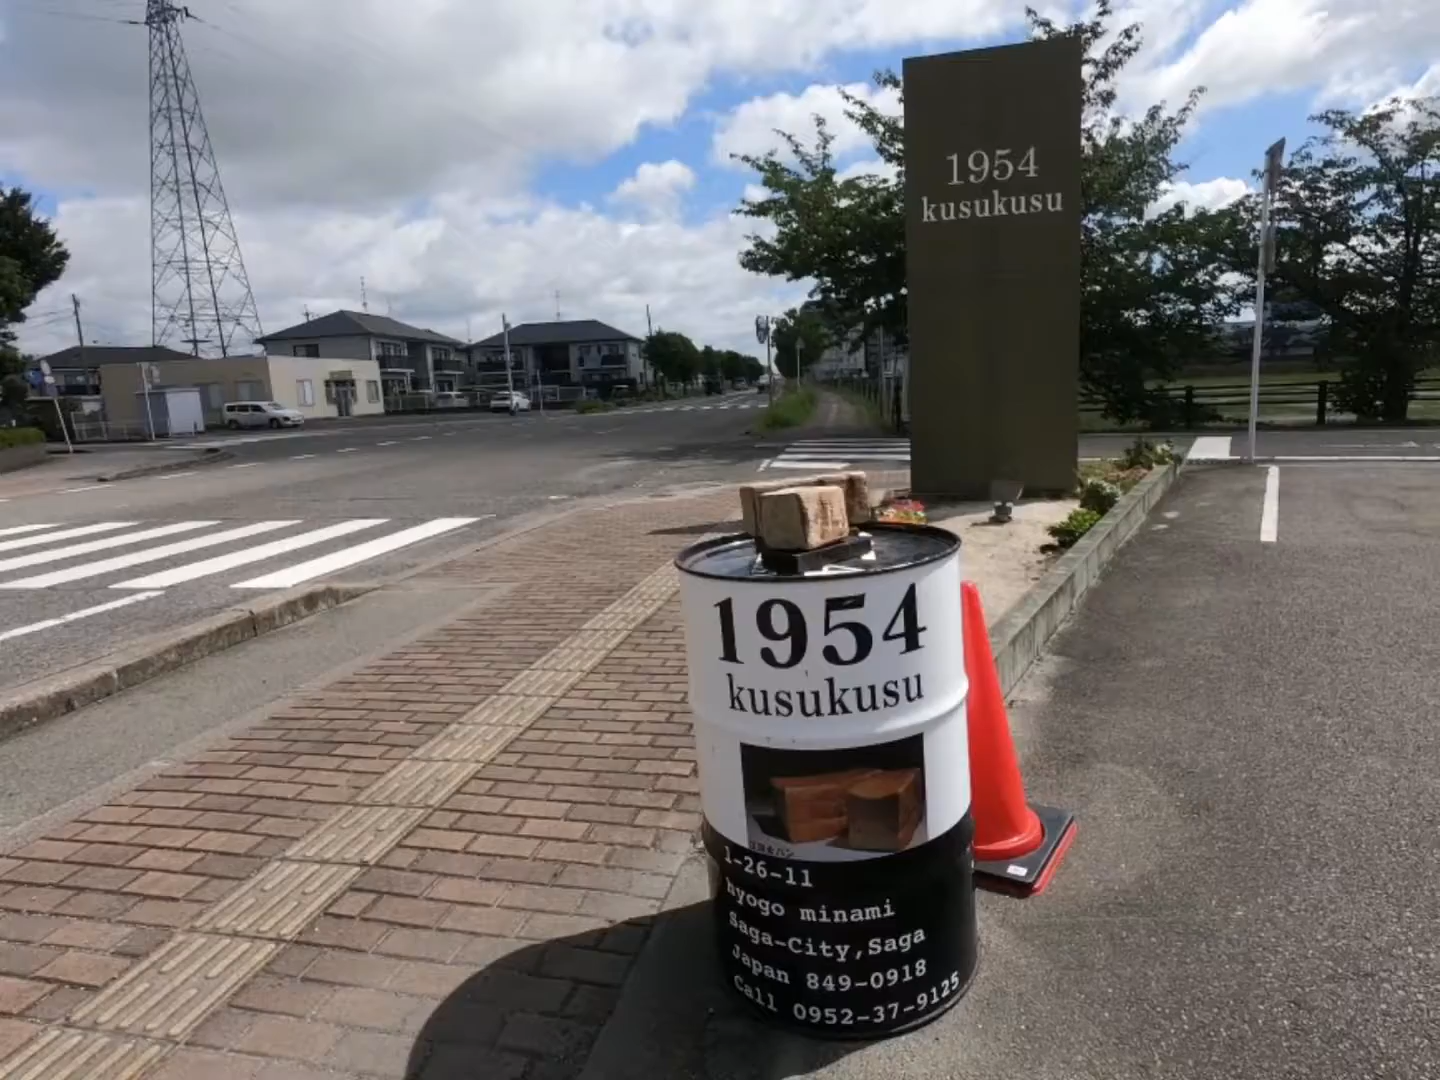 1954
kusukusu
1954
kusukusu
1-26-11
hyogo minami
Saga-City,Saga
Japan 849-0918
Call 0952-37-9125